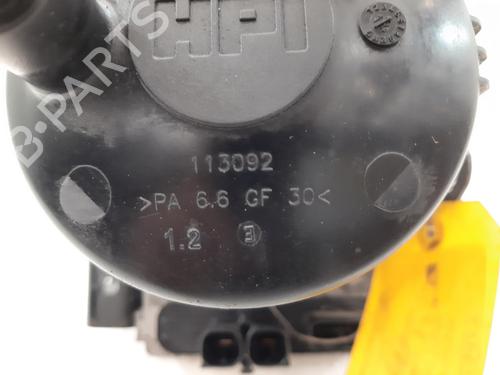 HPI
113092
>PA 6.6 GF 30<
1.2 E
B-PARTS